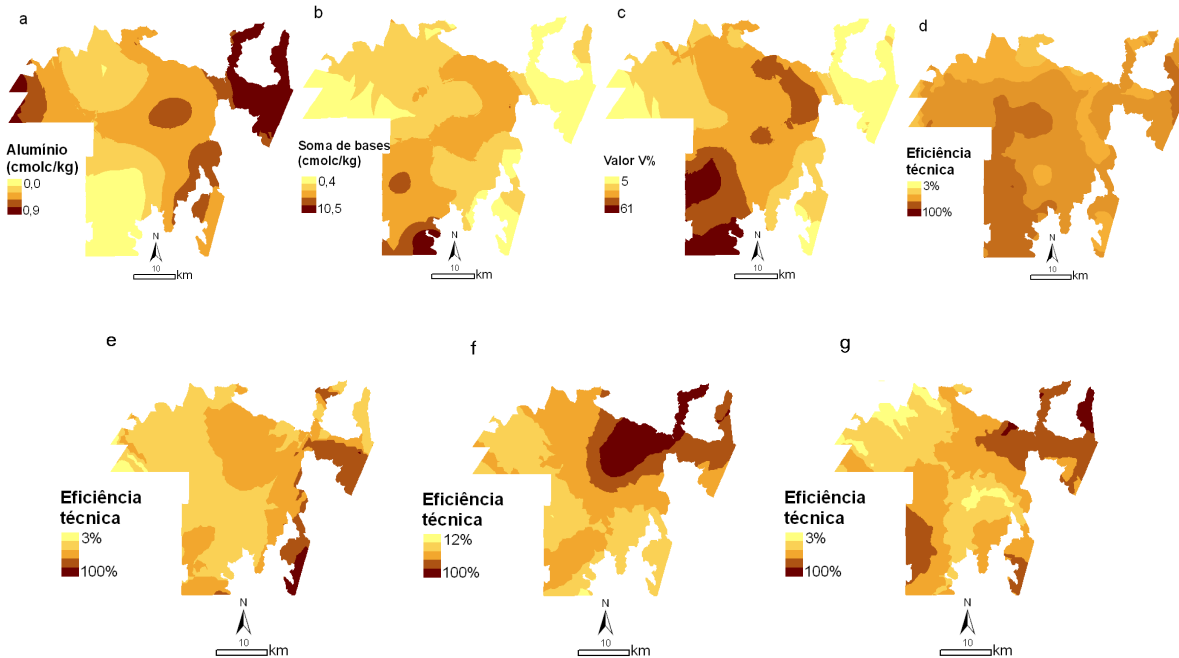 a
b
c
d
Alumínio
(cmolc/kg)
0,0
0,9
N
10
km
Soma de bases
(cmolc/kg)
0,4
10,5
N
10
km
Valor V%
5
61
N
10
km
Eficiência
técnica
3%
100%
N
10
km
e
f
g
Eficiência
técnica
3%
100%
N
10
km
Eficiência
técnica
12%
100%
N
10
km
Eficiência
técnica
3%
100%
N
10
km